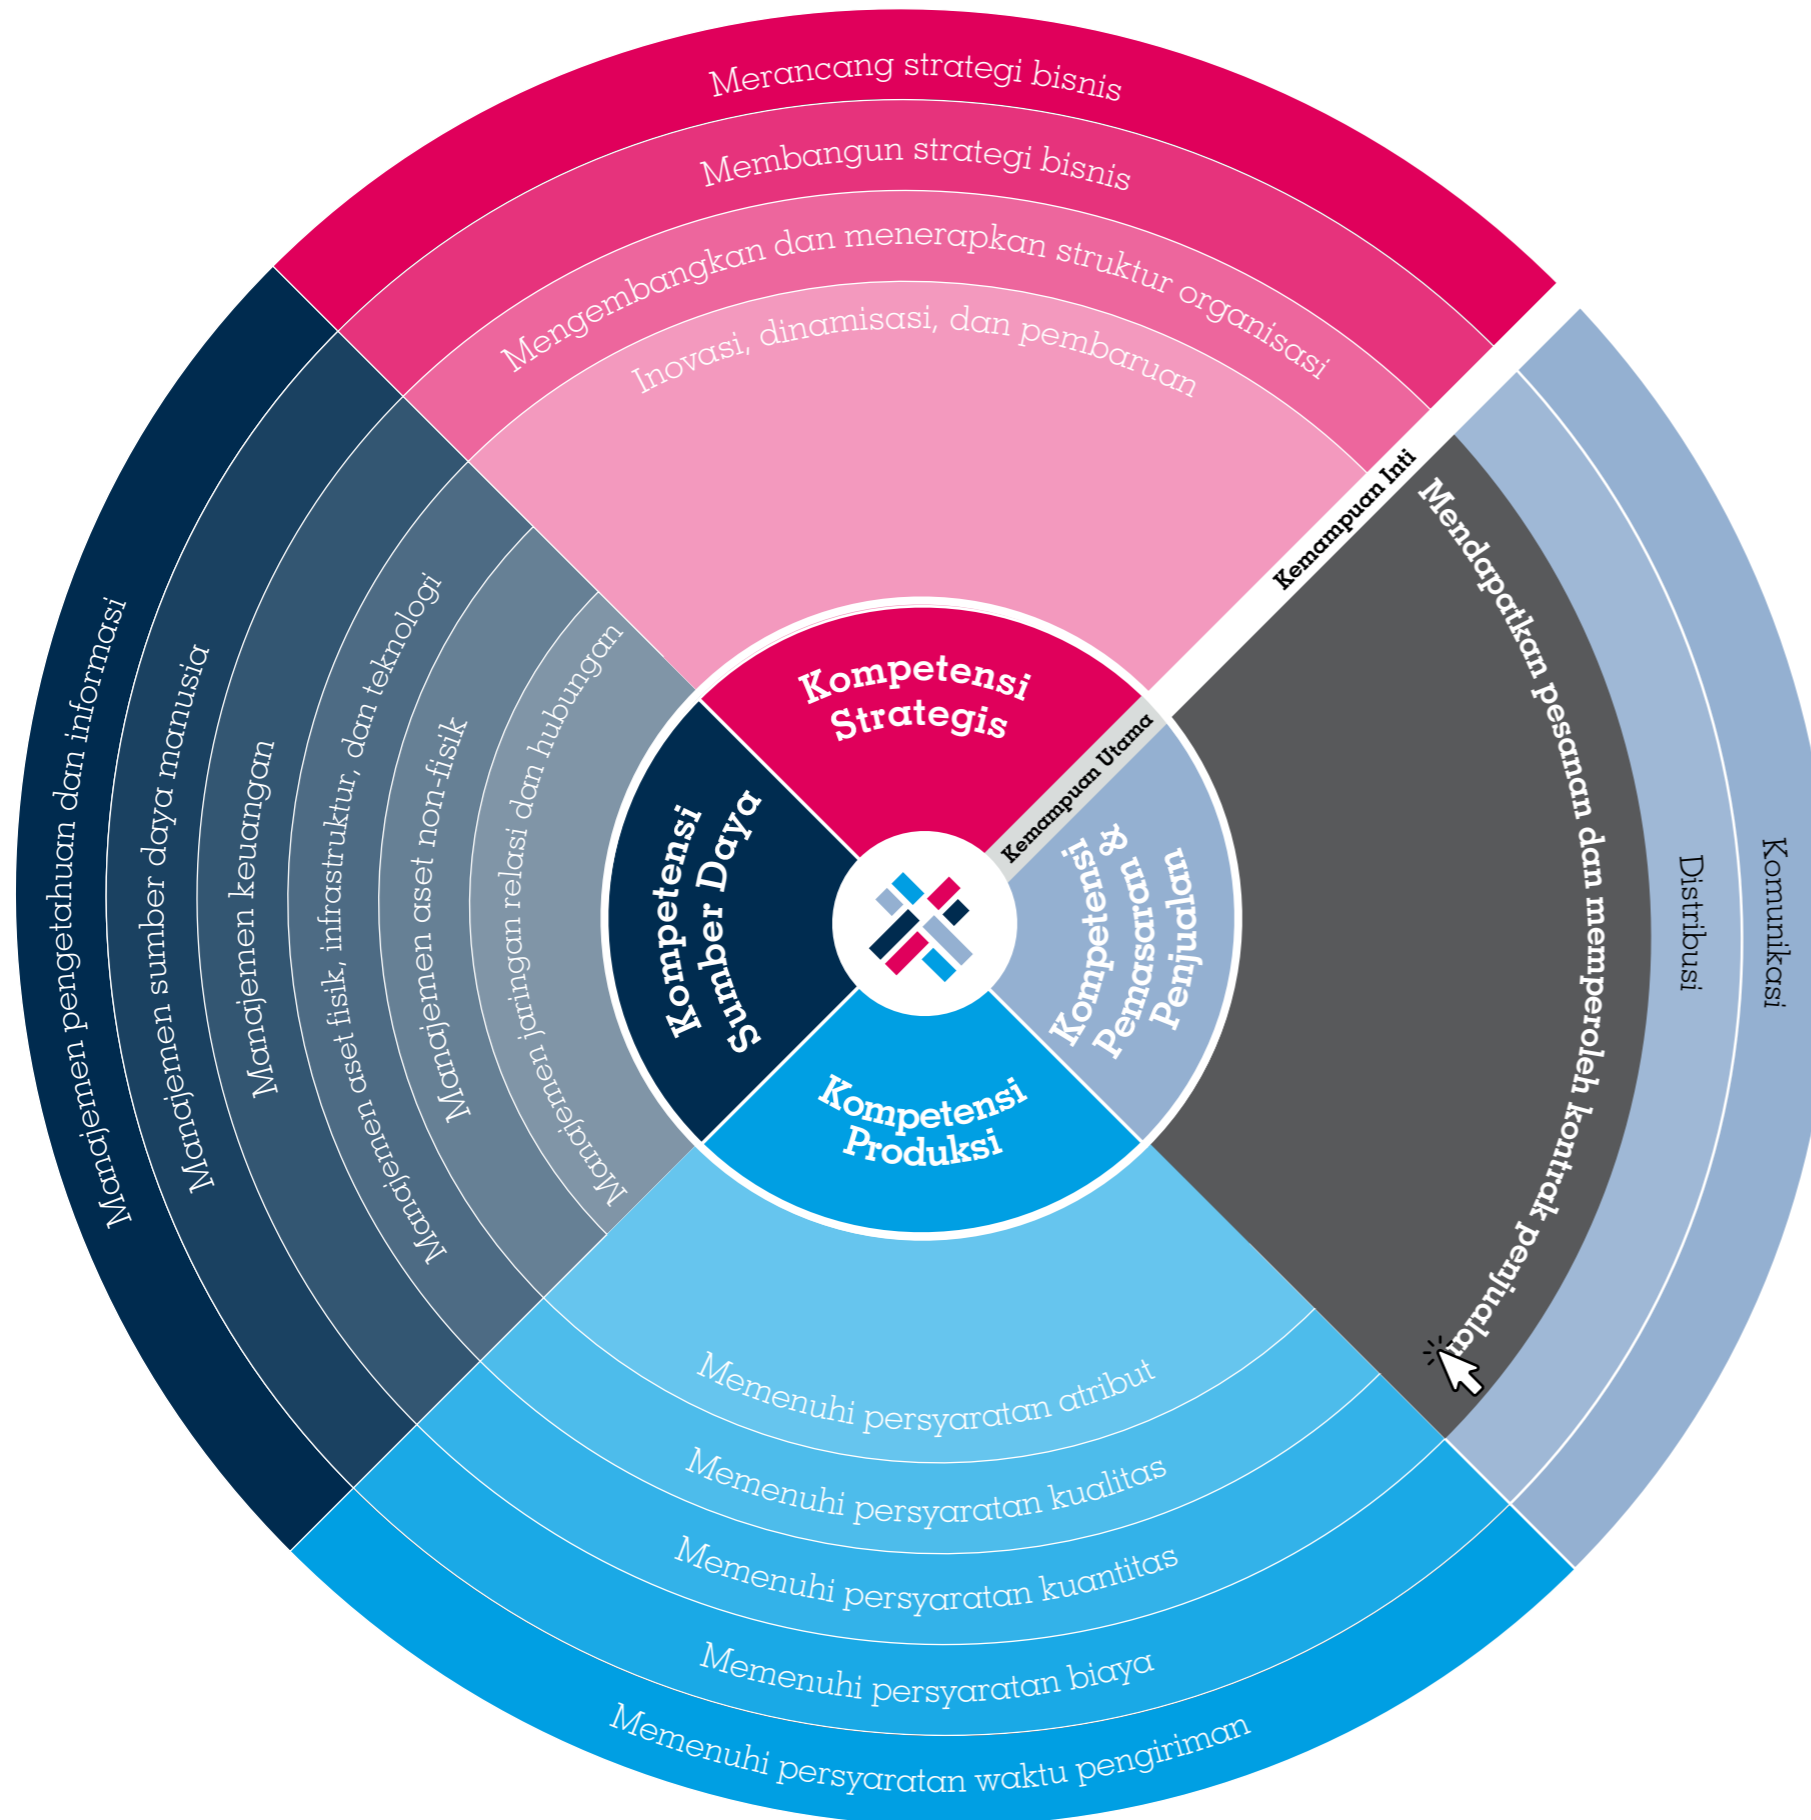 Merancang strategi bisnis
Membangun strategi bisnis
Mengembangkan dan menerapkan struktur organisasi
Inovasi, dinamisasi, dan pembaruan
Kompetensi
Strategis
Kemampuan Inti
Kemampuan Utama
Kompetensi
Pemasaran &
Penjualan
Mendapatkan pesanan dan memperoleh kontrak penjualan
Distribusi
Komunikasi
Kompetensi
Produksi
Memenuhi persyaratan atribut
Memenuhi persyaratan kualitas
Memenuhi persyaratan kuantitas
Memenuhi persyaratan biaya
Memenuhi persyaratan waktu pengiriman
Kompetensi
Sumber Daya
Manajemen pengetahuan dan informasi
Manajemen sumber daya manusia
Manajemen keuangan
Manajemen aset fisik, infrastruktur, dan teknologi
Manajemen aset non-fisik
Manajemen jaringan relasi dan hubungan